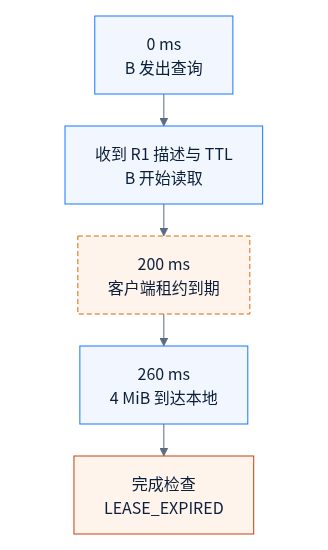 0 ms
B 发出查询
收到 R1 描述与 TTL
B 开始读取
200 ms
客户端租约到期
260 ms
4 MiB 到达本地
完成检查
LEASE_EXPIRED